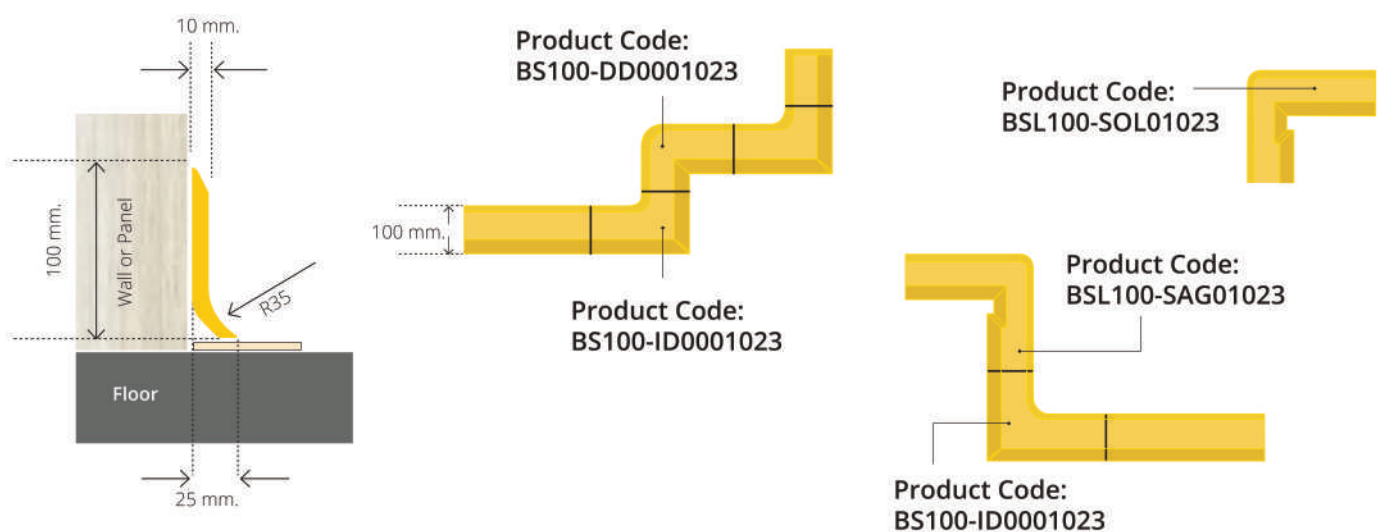 10 mm.
100 mm.
Wall or Panel
R35
Floor
25 mm.
Product Code:
BS100-DD0001023
100 mm.
Product Code:
BS100-ID0001023
Product Code:
BSL100-SOL01023
Product Code:
BSL100-SAG01023
Product Code:
BS100-ID0001023